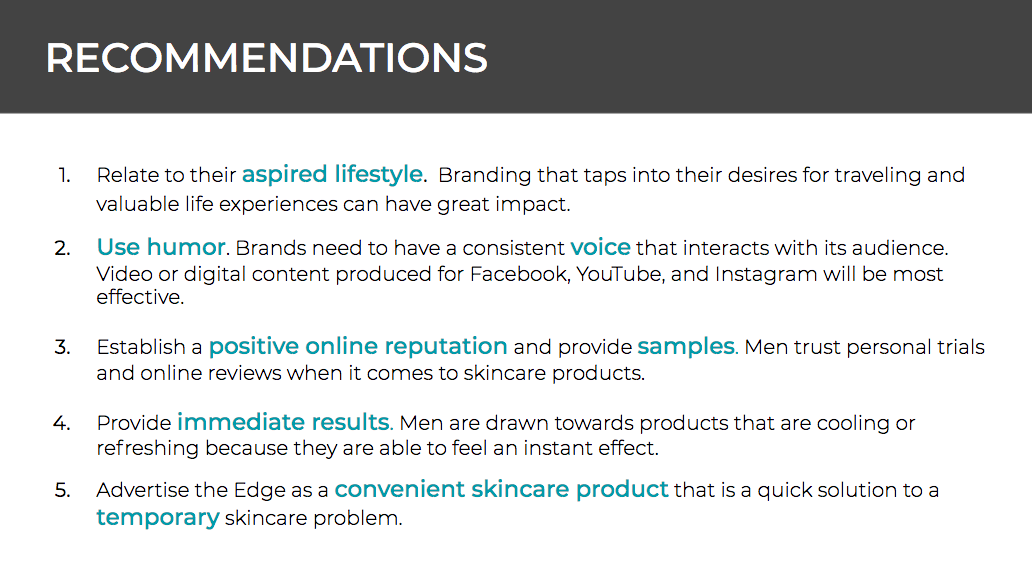 RECOMMENDATIONS
1. Relate to their aspired lifestyle. Branding that taps into their desires for traveling and
valuable life experiences can have great impact.
2. Use humor. Brands need to have a consistent voice that interacts with its audience.
Video or digital content produced for Facebook, YouTube, and Instagram will be most
effective.
3. Establish a positive online reputation and provide samples. Men trust personal trials
and online reviews when it comes to skincare products.
4. Provide immediate results. Men are drawn towards products that are cooling or
refreshing because they are able to feel an instant effect.
5. Advertise the Edge as a convenient skincare product that is a quick solution to a
temporary skincare problem.